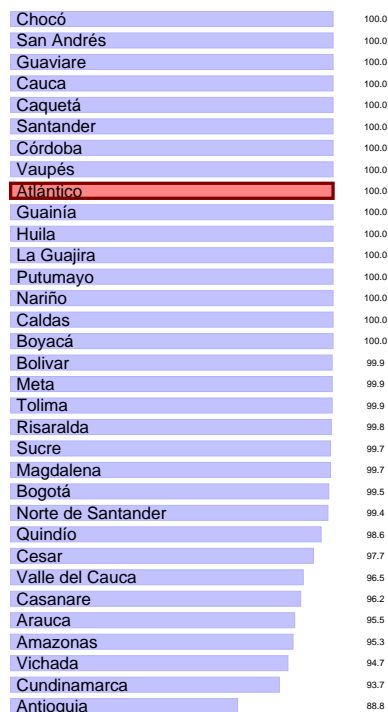 Chocó 100.0
San Andrés 100.0
Guaviare 100.0
Cauca 100.0
Caquetá 100.0
Santander 100.0
Córdoba 100.0
Vaupés 100.0
Atlántico 100.0
Guainía 100.0
Huila 100.0
La Guajira 100.0
Putumayo 100.0
Nariño 100.0
Caldas 100.0
Boyacá 100.0
Bolivar 99.9
Meta 99.9
Tolima 99.9
Risaralda 99.8
Sucre 99.7
Magdalena 99.7
Bogotá 99.5
Norte de Santander 99.4
Quindío 98.6
Cesar 97.7
Valle del Cauca 96.5
Casanare 96.2
Arauca 95.5
Amazonas 95.3
Vichada 94.7
Cundinamarca 93.7
Antioquia 88.8